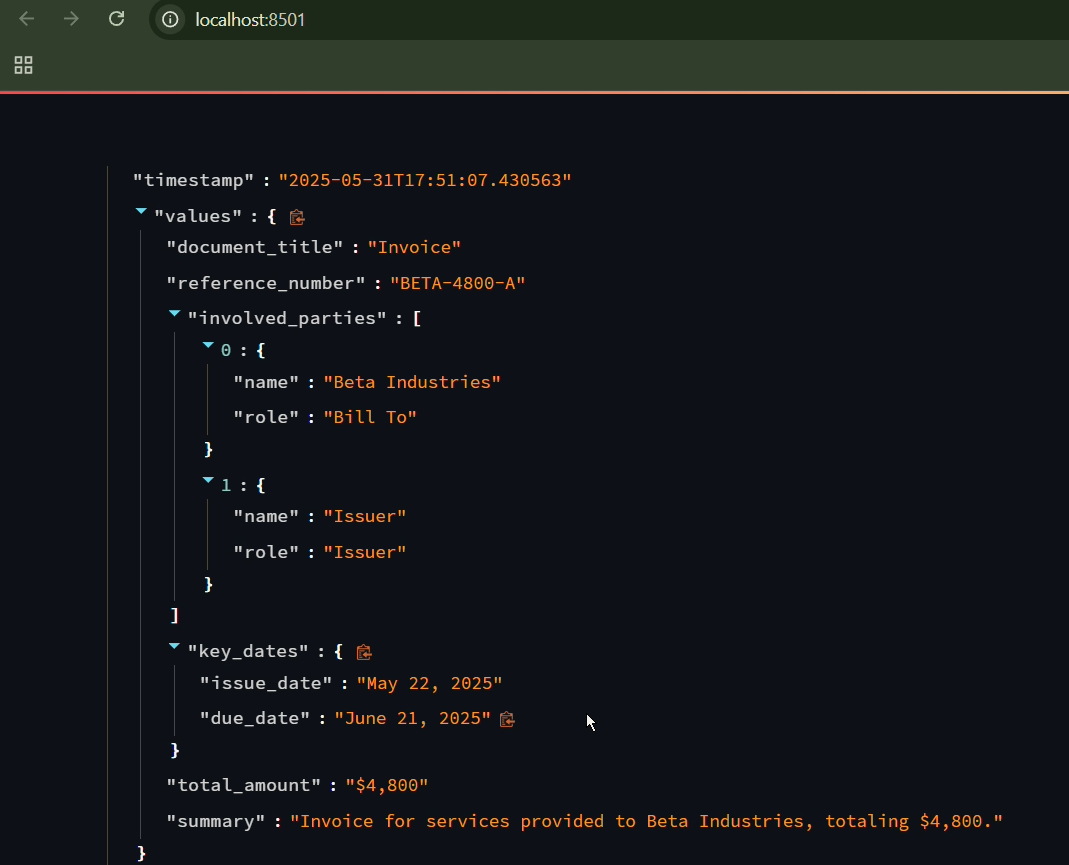 localhost:8501
"timestamp" : "2025-05-31T17:51:07.430563"
"values" : {
"document_title" : "Invoice"
"reference_number" : "BETA-4800-A"
"involved_parties" : [
0 : {
"name" : "Beta Industries"
"role" : "Bill To"
}
1 : {
"name" : "Issuer"
"role" : "Issuer"
}
]
"key_dates" : {
"issue_date" : "May 22, 2025"
"due_date" : "June 21, 2025"
}
"total_amount" : "$4,800"
"summary" : "Invoice for services provided to Beta Industries, totaling $4,800."
}